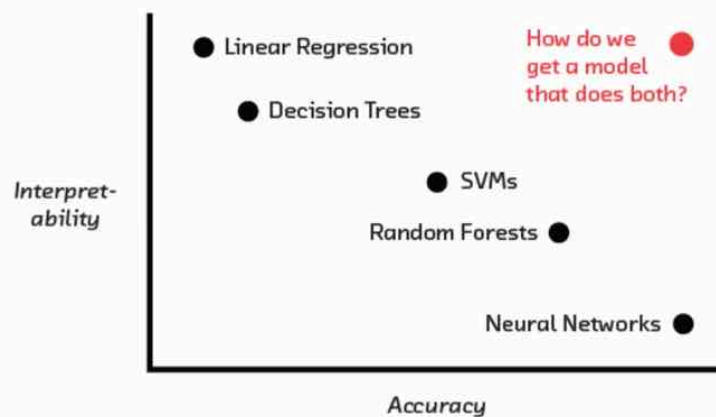 Linear Regression
How do we
get a model
that does both?
Decision Trees
Interpret-
ability
SVMs
Random Forests
Neural Networks
Accuracy